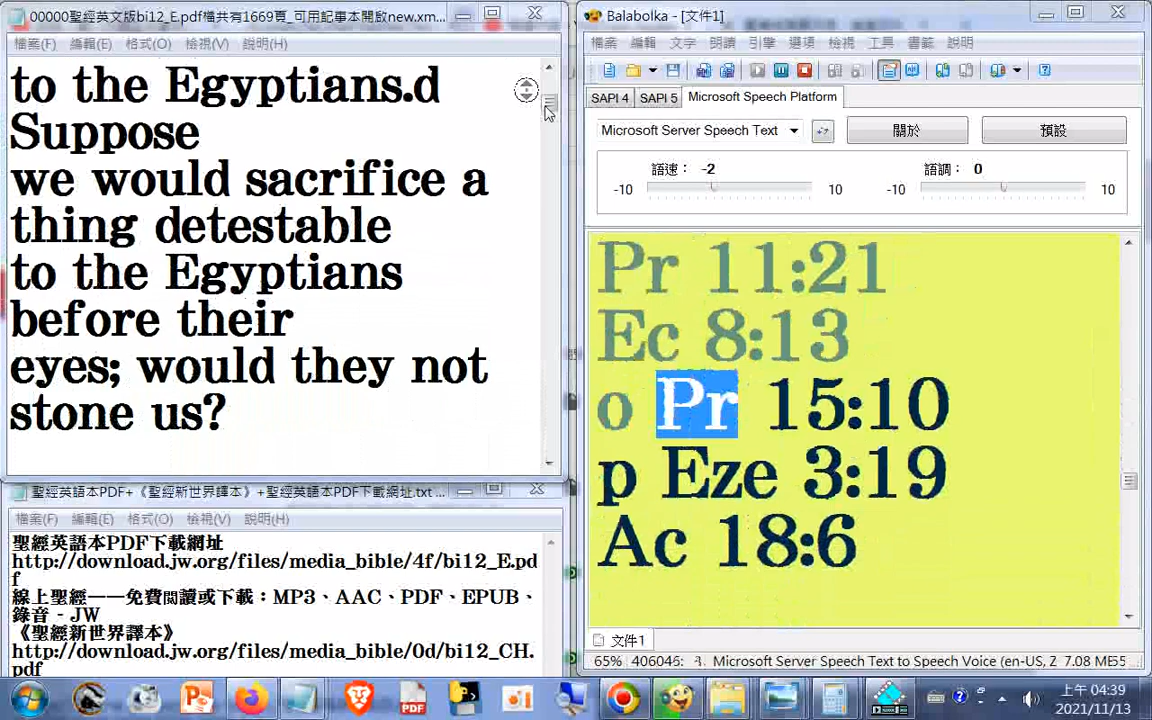 00000聖經英文版bi12_E.pdf檔共有1669頁_可用記事本開啟new.xm...
檔案(F) 編輯(E) 格式(O) 檢視(V) 說明(H)
to the Egyptians.d
Suppose
we would sacrifice a
thing detestable
to the Egyptians
before their
eyes; would they not
stone us?
聖經英語本PDF+《聖經新世界譯本》+聖經英語本PDF下載網址.txt ...
檔案(F) 編輯(E) 格式(O) 檢視(V) 說明(H)
聖經英語本PDF下載網址
http://download.jw.org/files/media_bible/4f/bi12_E.pd
f
線上聖經——免費閱讀或下載：MP3、AAC、PDF、EPUB、
錄音 - JW
《聖經新世界譯本》
http://download.jw.org/files/media_bible/0d/bi12_CH.
pdf
Balabolka - [文件1]
檔案 編輯 文字 朗讀 引擎 選項 檢視 工具 書籤 說明
SAPI 4 SAPI 5 Microsoft Speech Platform
Microsoft Server Speech Text 關於 預設
語速： -2 語調： 0
-10 10 -10 10
Pr 11:21
Ec 8:13
o Pr 15:10
p Eze 3:19
Ac 18:6
文件1
65% 406046: Microsoft Server Speech Text to Speech Voice (en-US, Z 7.08 MB
上午 04:39
2021/11/13